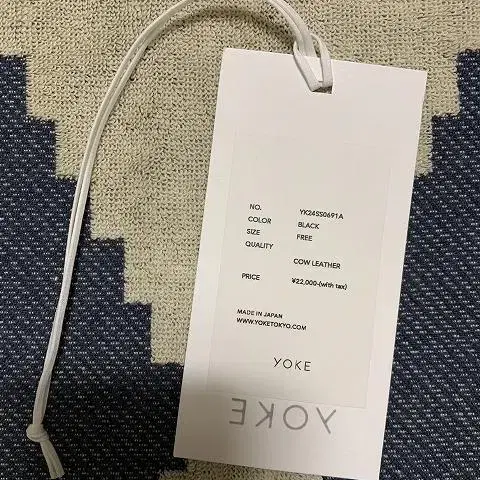 NO. YK24SS0691A
COLOR BLACK
SIZE FREE
QUALITY
COW LEATHER
PRICE ¥22,000-(with tax)
MADE IN JAPAN
WWW.YOKETOKYO.COM
YOKE
YOKE